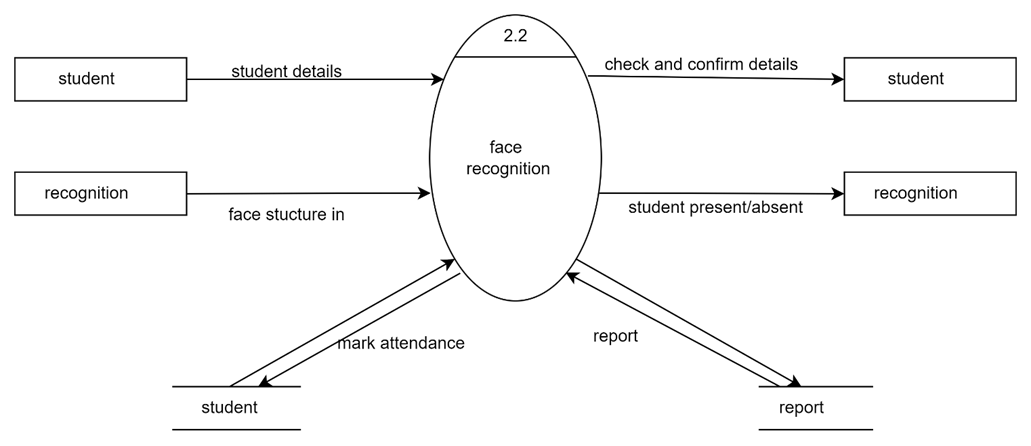 2.2
student
student details
check and confirm details
student
face
recognition
recognition
face stucture in
student present/absent
recognition
mark attendance
report
student
report